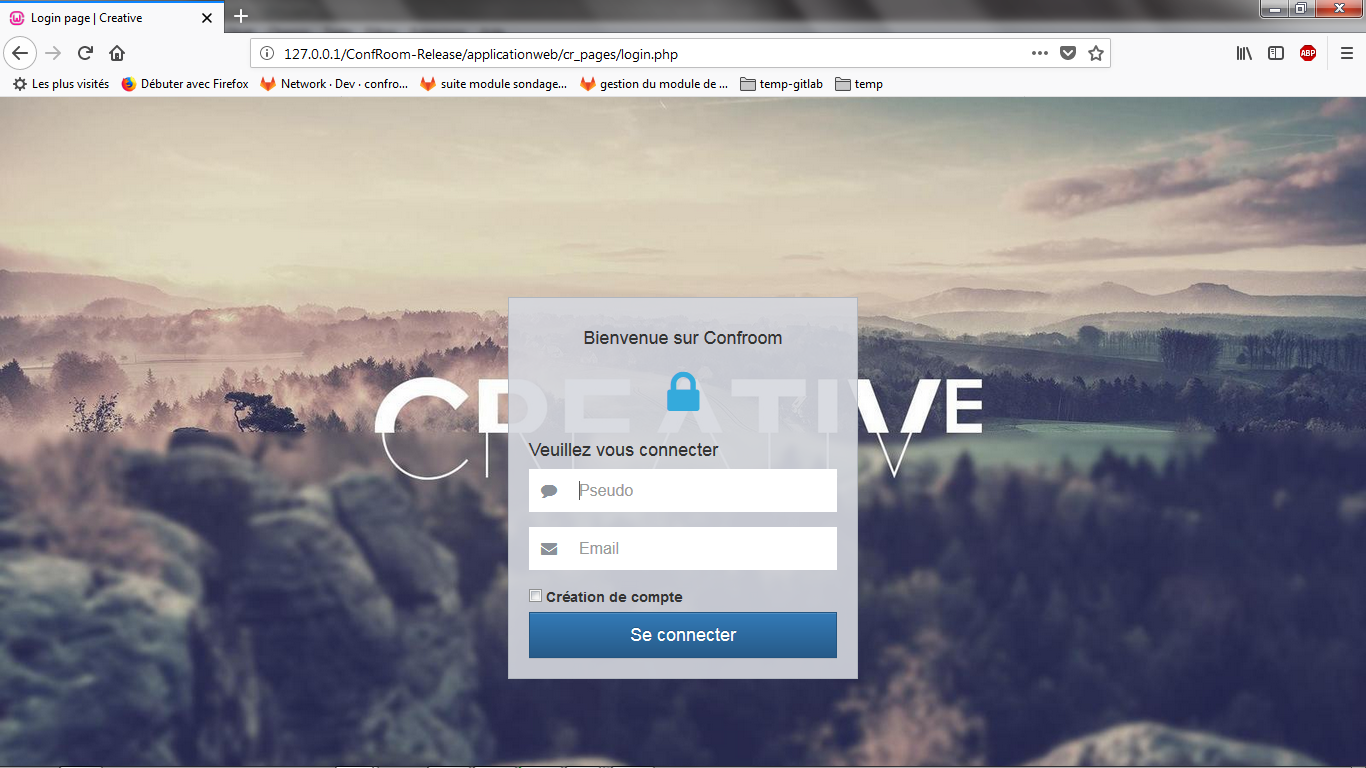 Login page | Creative
127.0.0.1/ConfRoom-Release/applicationweb/cr_pages/login.php
ABP
Les plus visités
Débuter avec Firefox
Network · Dev · confro...
suite module sondage...
gestion du module de ...
temp-gitlab
temp
Bienvenue sur Confroom
CREATIVE
Veuillez vous connecter
Pseudo
Email
Création de compte
Se connecter